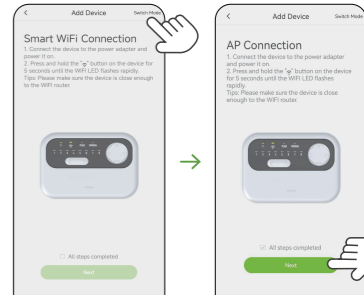 Add Device
Switch Mode
Smart WiFi Connection
1. Connect the device to the power adapter and
power it on.
2. Press and hold the " " button on the device for
5 seconds until the WIFI LED flashes rapidly.
Tips: Please make sure the device is close enough
to the WIFI router.
All steps completed
Next
Add Device
Switch Mode
AP Connection
1. Connect the device to the power adapter
and power it on.
2. Press and hold the " " button on the device
for 5 seconds until the WIFI LED flashes
rapidly.
Tips: Please make sure the device is close
enough to the WIFI router.
All steps completed
Next